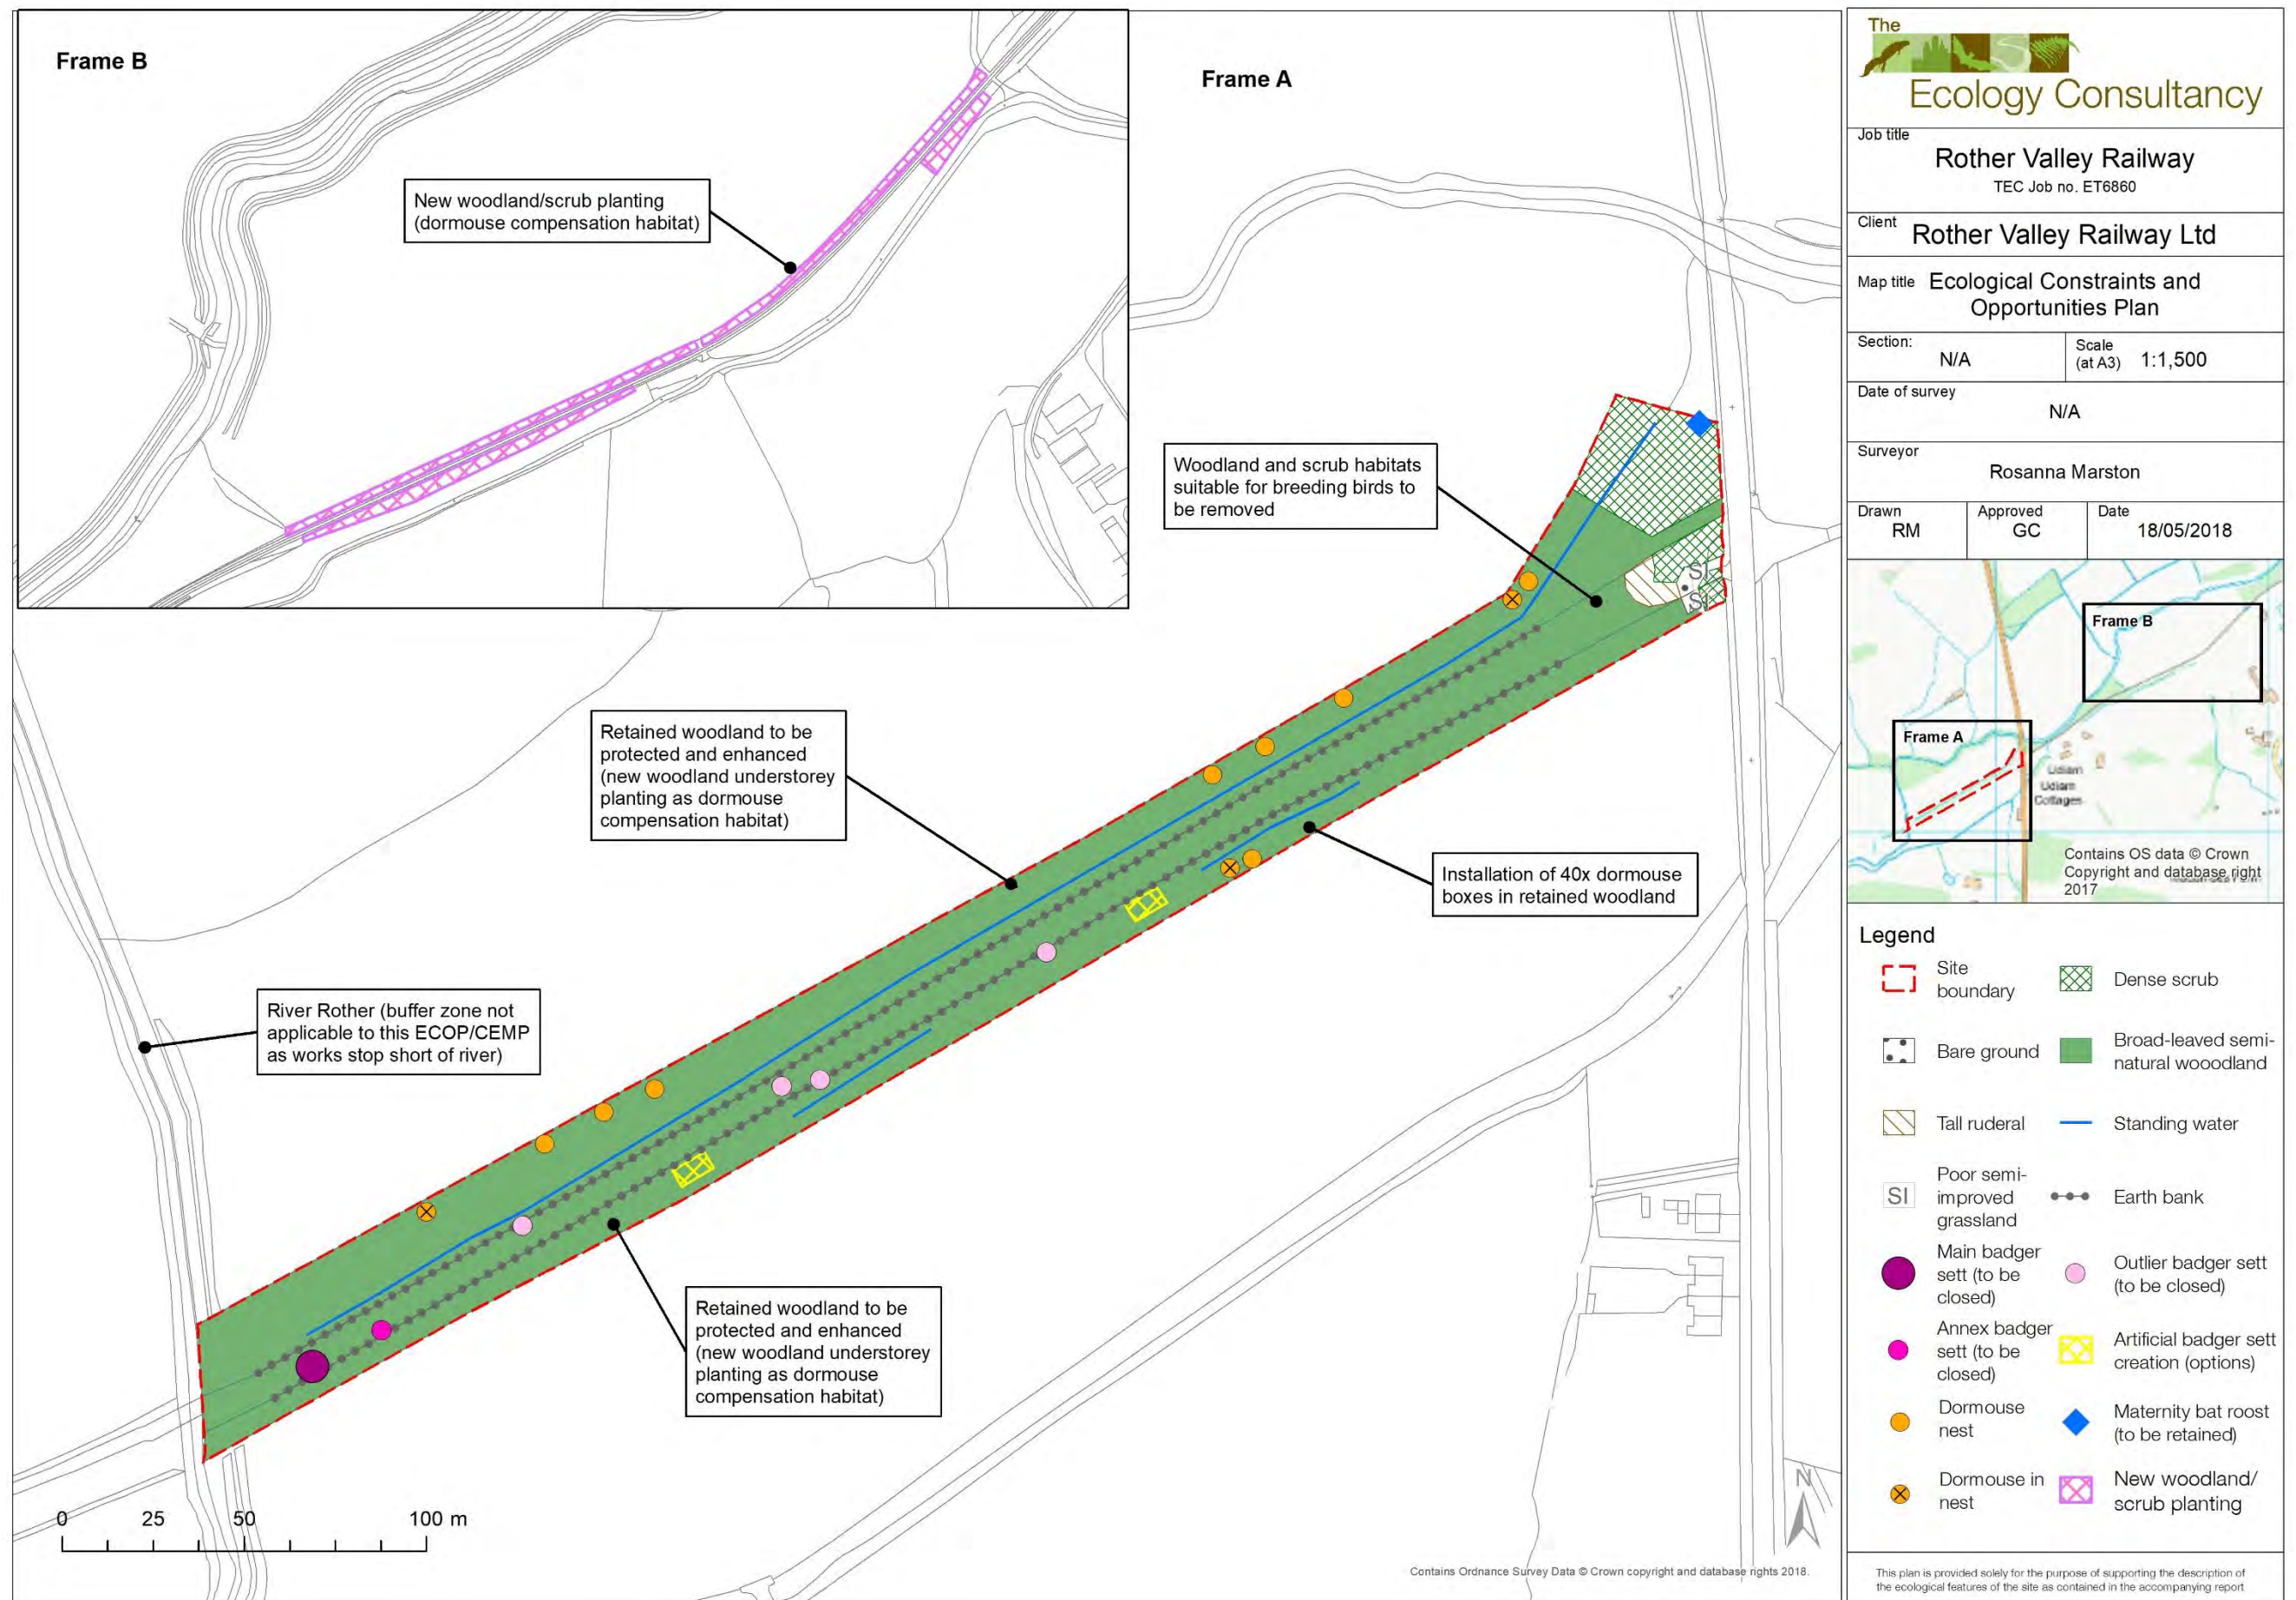 Frame B
New woodland/scrub planting
(dormouse compensation habitat)
Frame A
Woodland and scrub habitats
suitable for breeding birds to
be removed
SI
SI
Retained woodland to be
protected and enhanced
(new woodland understorey
planting as dormouse
compensation habitat)
Installation of 40x dormouse
boxes in retained woodland
River Rother (buffer zone not
applicable to this ECOP/CEMP
as works stop short of river)
Retained woodland to be
protected and enhanced
(new woodland understorey
planting as dormouse
compensation habitat)
0 25 50 100 m
N
Contains Ordnance Survey Data © Crown copyright and database rights 2018.
The
Ecology Consultancy
Job title
Rother Valley Railway
TEC Job no. ET6860
Client Rother Valley Railway Ltd
Map title Ecological Constraints and
Opportunities Plan
Section:
N/A
Scale
(at A3) 1:1,500
Date of survey
N/A
Surveyor
Rosanna Marston
Drawn
RM
Approved
GC
Date
18/05/2018
Frame B
Frame A
Udiam
Udiam
Cottages
Contains OS data © Crown
Copyright and database right
2017
Legend
Site
boundary
Dense scrub
Bare ground
Broad-leaved semi-
natural wooodland
Tall ruderal
Standing water
SI
Poor semi-
improved
grassland
Earth bank
Main badger
sett (to be
closed)
Outlier badger sett
(to be closed)
Annex badger
sett (to be
closed)
Artificial badger sett
creation (options)
Dormouse
nest
Maternity bat roost
(to be retained)
Dormouse in
nest
New woodland/
scrub planting
This plan is provided solely for the purpose of supporting the description of
the ecological features of the site as contained in the accompanying report